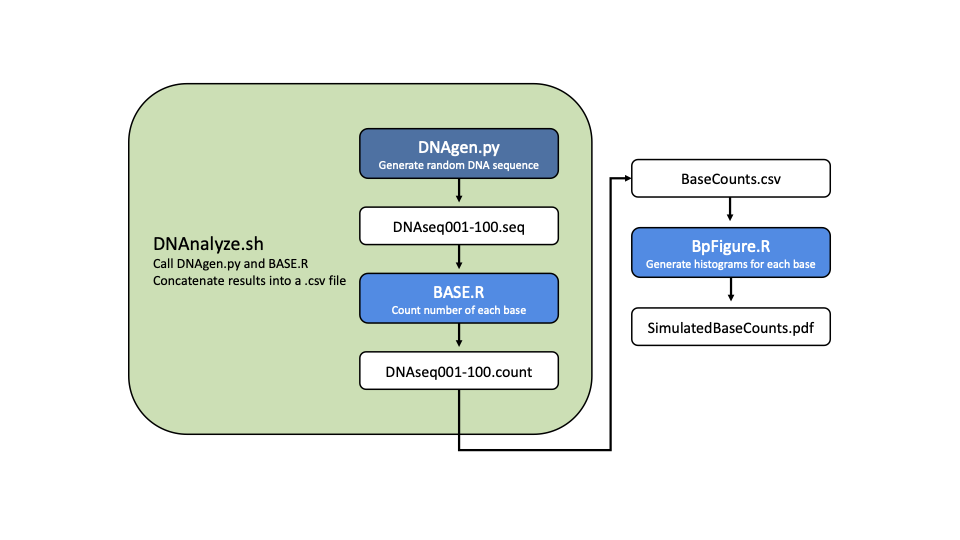 DNAnalyze.sh
Call DNAgen.py and BASE.R
Concatenate results into a .csv file
DNAgen.py
Generate random DNA sequence
DNAseq001-100.seq
BASE.R
Count number of each base
DNAseq001-100.count
BaseCounts.csv
BpFigure.R
Generate histograms for each base
SimulatedBaseCounts.pdf